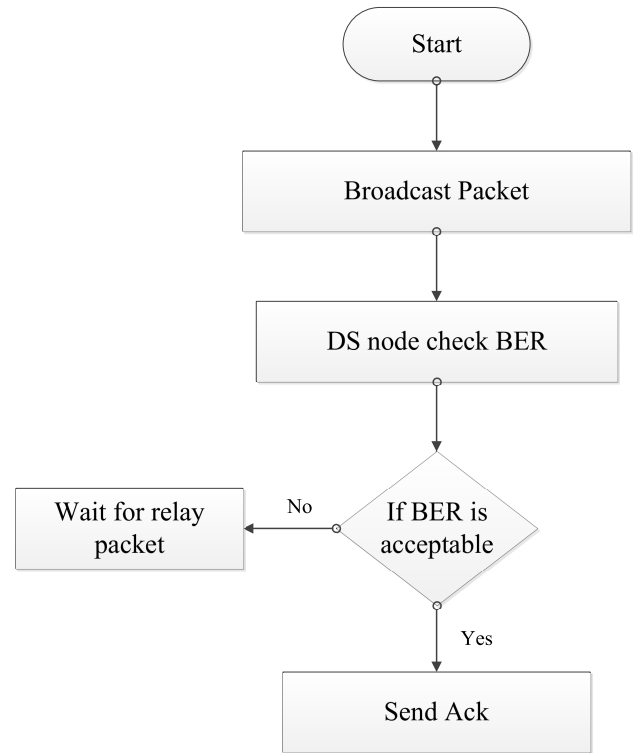 Start
Broadcast Packet
DS node check BER
If BER is
acceptable
No
Wait for relay
packet
Yes
Send Ack